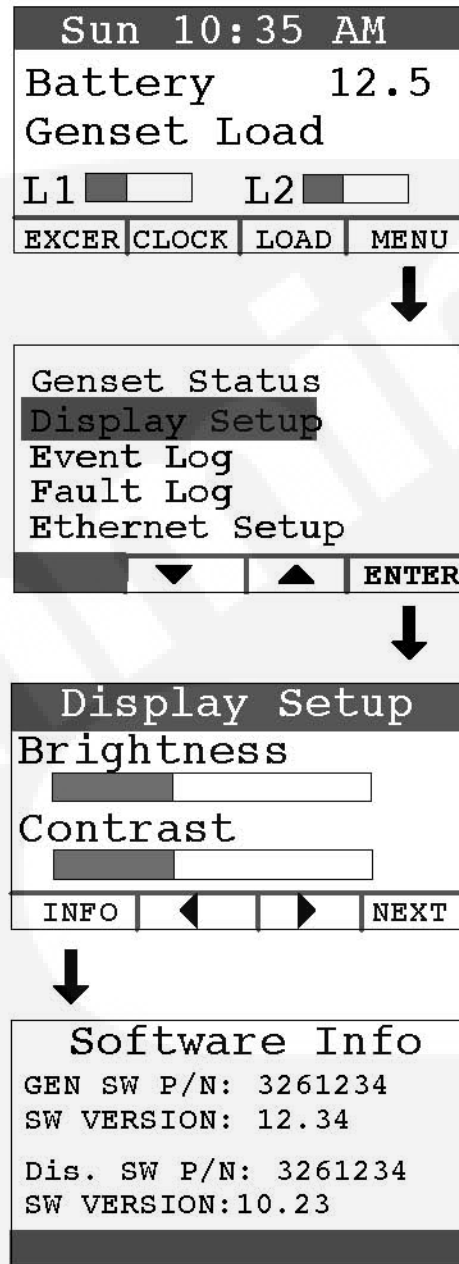 Sun 10:35 AM
Battery 12.5
Genset Load
L1 L2
EXCER CLOCK LOAD MENU
Genset Status
Display Setup
Event Log
Fault Log
Ethernet Setup
ENTER
Display Setup
Brightness
Contrast
INFO NEXT
Software Info
GEN SW P/N: 3261234
SW VERSION: 12.34
Dis. SW P/N: 3261234
SW VERSION:10.23